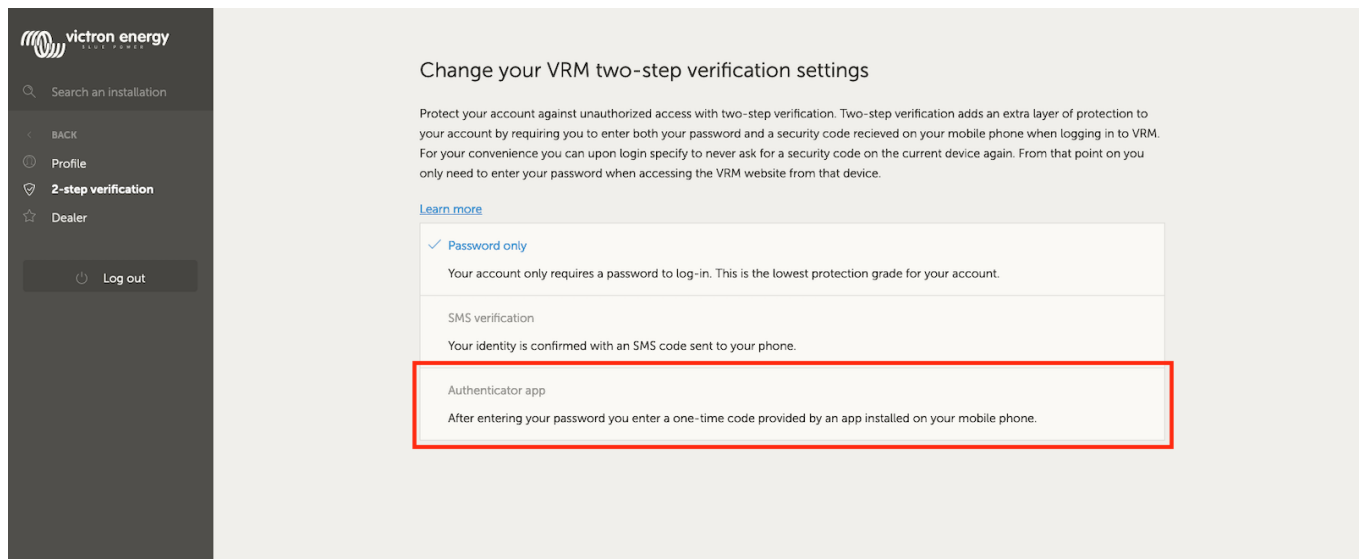 victron energy
BLUE POWER
Search an installation
BACK
Profile
2-step verification
Dealer
Log out
Change your VRM two-step verification settings
Protect your account against unauthorized access with two-step verification. Two-step verification adds an extra layer of protection to
your account by requiring you to enter both your password and a security code recieved on your mobile phone when logging in to VRM.
For your convenience you can upon login specify to never ask for a security code on the current device again. From that point on you
only need to enter your password when accessing the VRM website from that device.
Learn more
Password only
Your account only requires a password to log-in. This is the lowest protection grade for your account.
SMS verification
Your identity is confirmed with an SMS code sent to your phone.
Authenticator app
After entering your password you enter a one-time code provided by an app installed on your mobile phone.